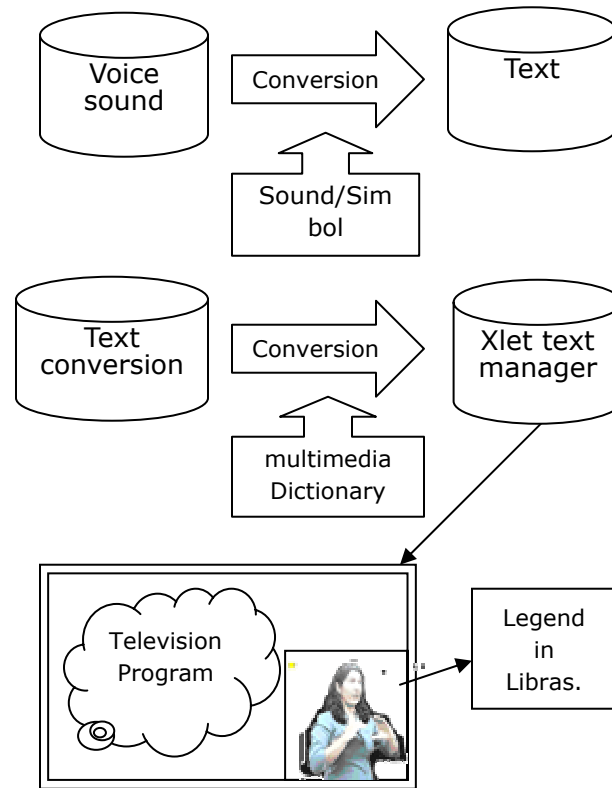 Voice
sound
Conversion
Text
Sound/Sim
bol
Text
conversion
Conversion
Xlet text
manager
multimedia
Dictionary
Television
Program
Legend
in
Libras.